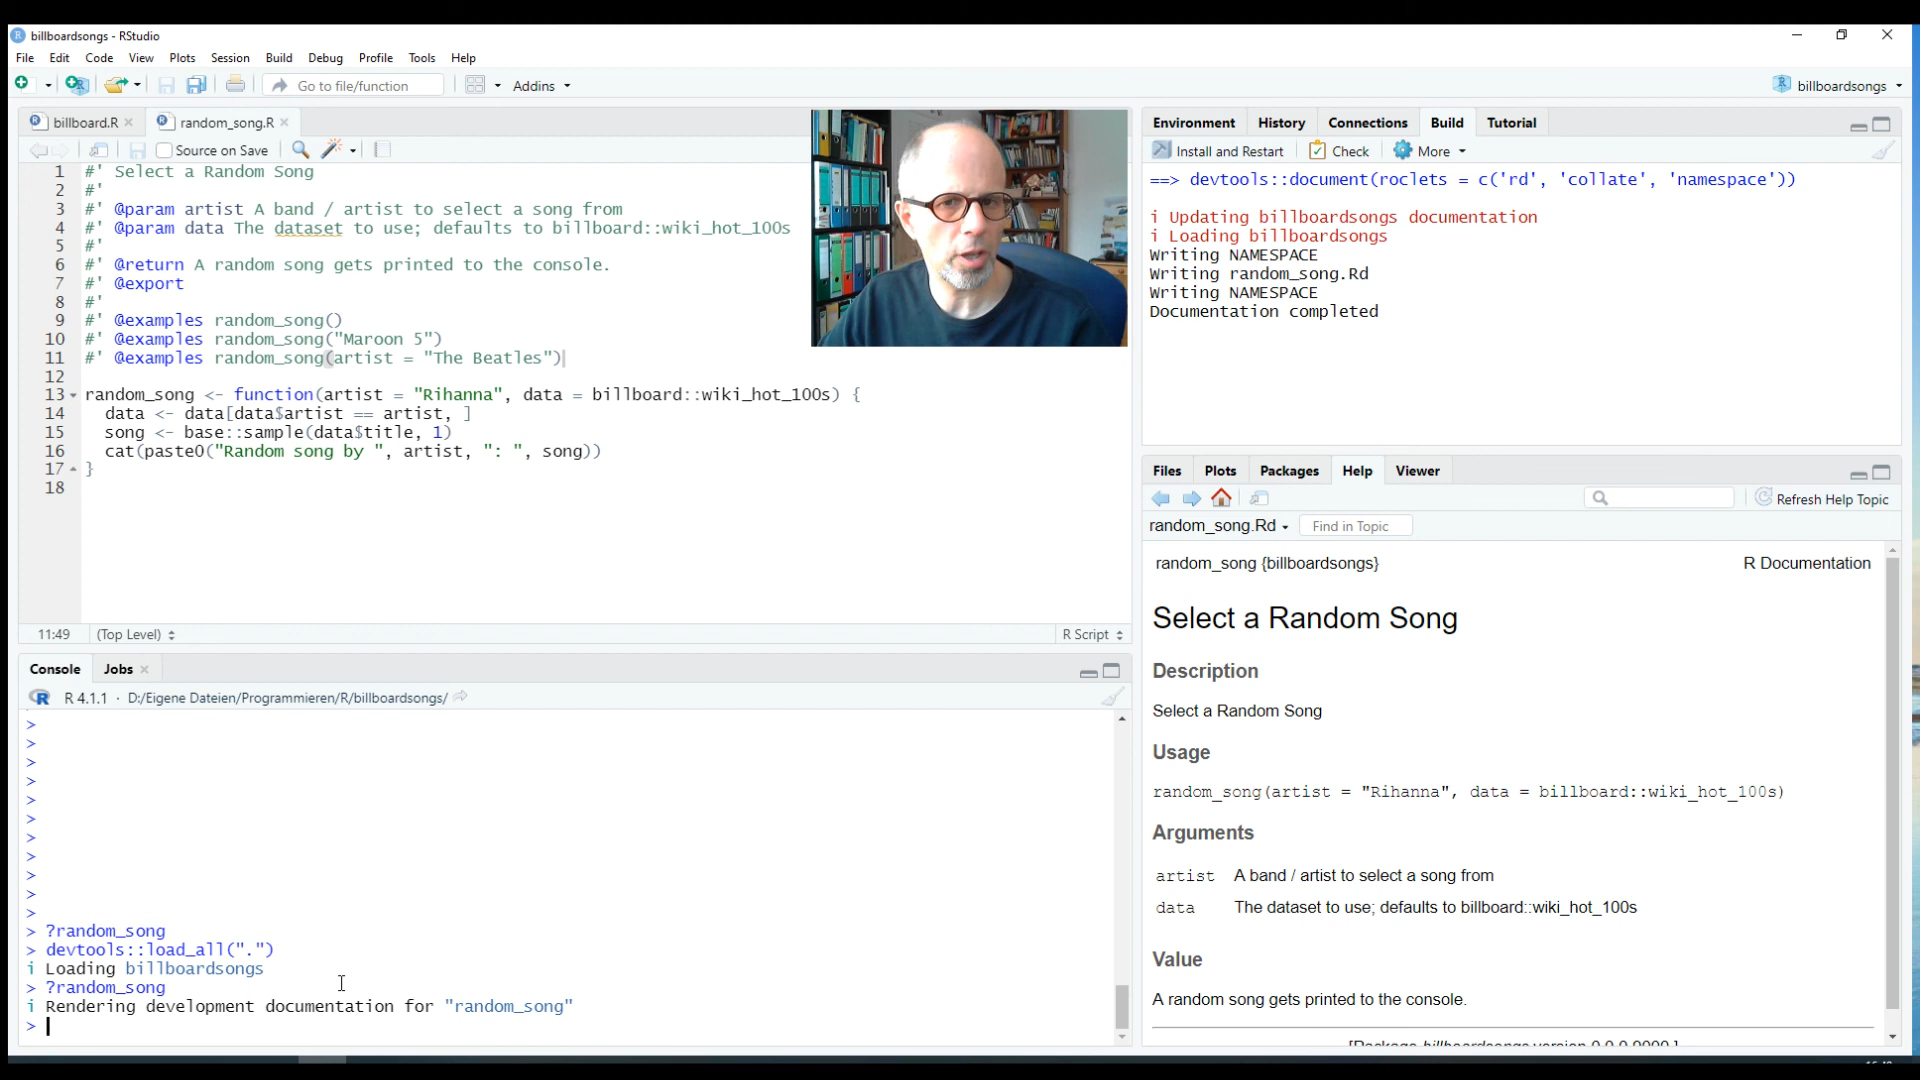 billboardsongs - RStudio
File Edit Code View Plots Session Build Debug Profile Tools Help
Go to file/function Addins billboardsongs
billboard.R random_song.R
Source on Save
1 #' Select a Random Song
2 #'
3 #' @param artist A band / artist to select a song from
4 #' @param data The dataset to use; defaults to billboard::wiki_hot_100s
5 #'
6 #' @return A random song gets printed to the console.
7 #' @export
8 #'
9 #' @examples random_song()
10 #' @examples random_song("Maroon 5")
11 #' @examples random_song(artist = "The Beatles")
12
13 random_song <- function(artist = "Rihanna", data = billboard::wiki_hot_100s) {
14 data <- data[data$artist == artist, ]
15 song <- base::sample(data$title, 1)
16 cat(paste0("Random song by ", artist, ": ", song))
17 }
18
11:49 (Top Level) R Script
Console Jobs
R 4.1.1 · D:/Eigene Dateien/Programmieren/R/billboardsongs/
>
>
>
>
>
>
>
>
>
>
>
> ?random_song
> devtools::load_all(".")
i Loading billboardsongs
> ?random_song
i Rendering development documentation for "random_song"
>
Environment History Connections Build Tutorial
Install and Restart Check More
==> devtools::document(roclets = c('rd', 'collate', 'namespace'))
i Updating billboardsongs documentation
i Loading billboardsongs
Writing NAMESPACE
Writing random_song.Rd
Writing NAMESPACE
Documentation completed
Files Plots Packages Help Viewer
Refresh Help Topic
random_song.Rd Find in Topic
random_song {billboardsongs} R Documentation
Select a Random Song
Description
Select a Random Song
Usage
random_song(artist = "Rihanna", data = billboard::wiki_hot_100s)
Arguments
artist A band / artist to select a song from
data The dataset to use; defaults to billboard::wiki_hot_100s
Value
A random song gets printed to the console.
[Package billboardsongs version 0.0.0.9000 ]